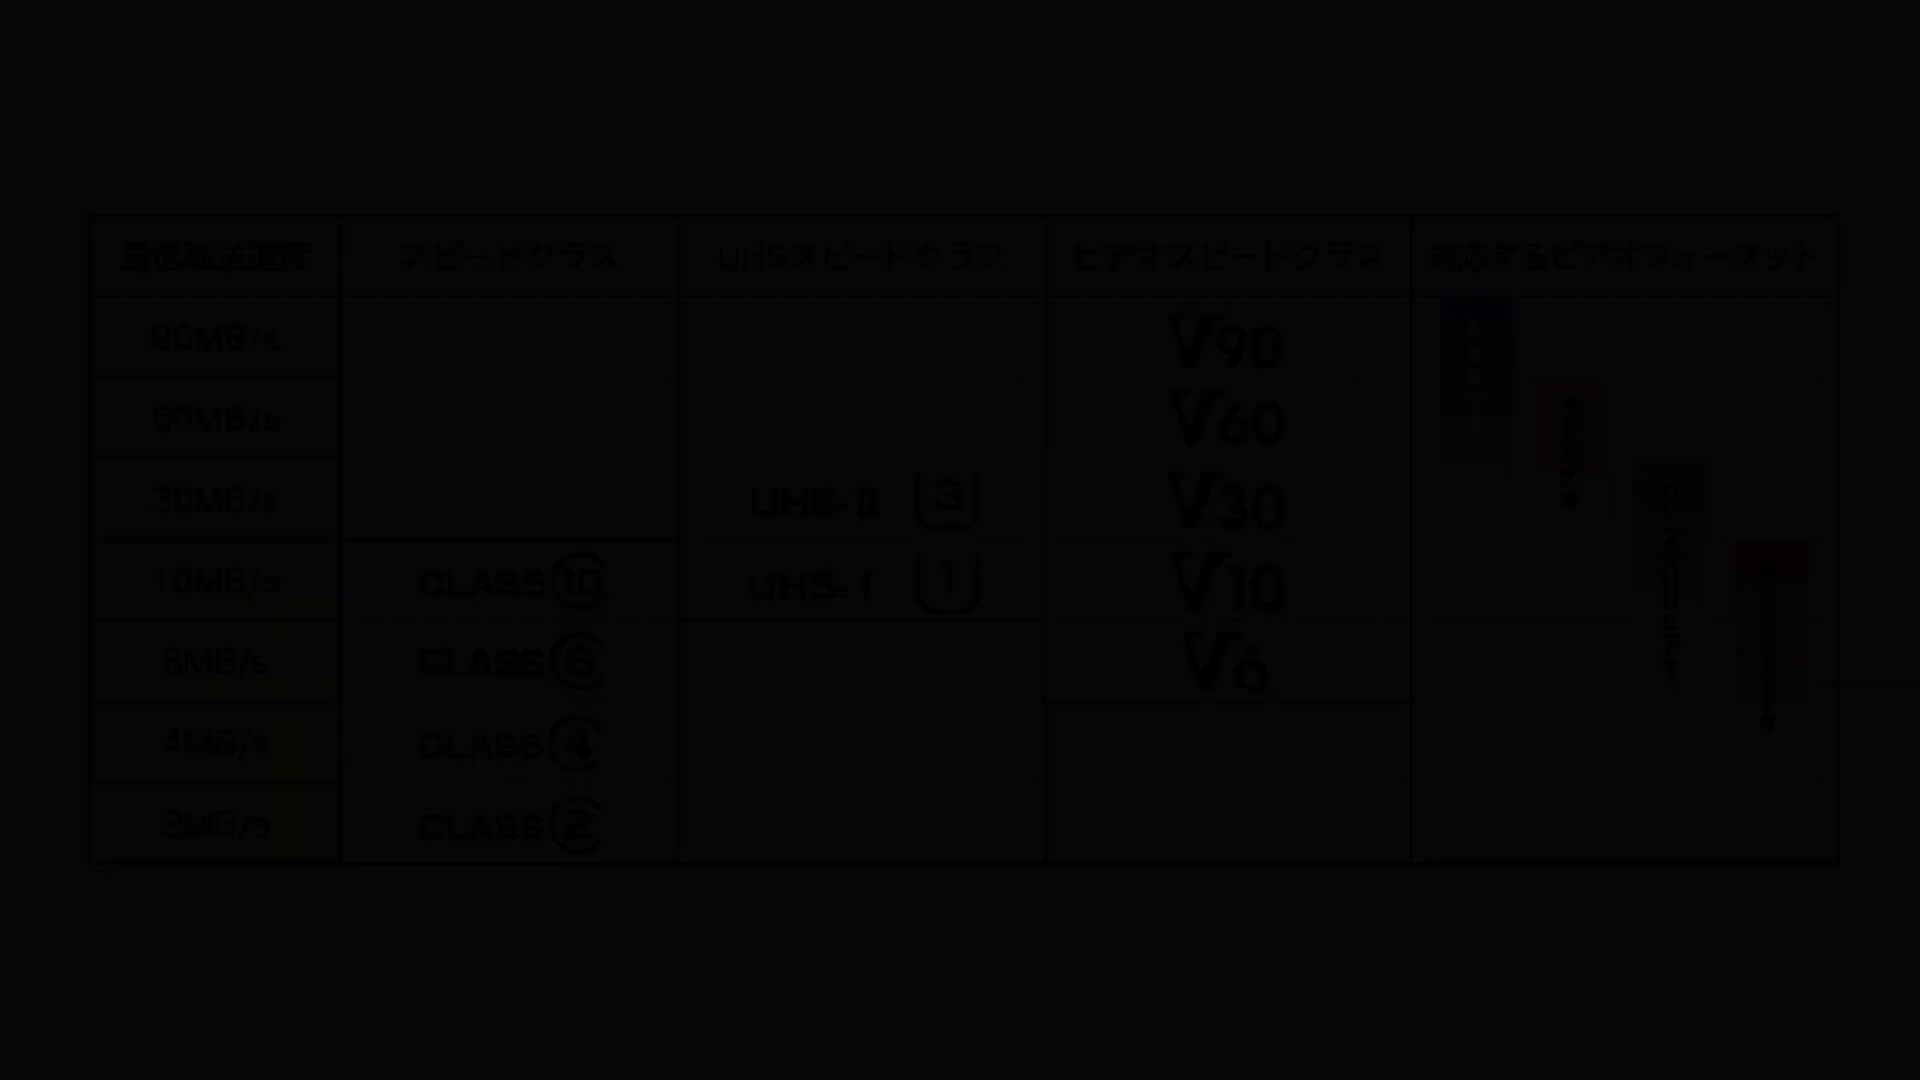 最低転送速度 スピードクラス UHSスピードクラス ビデオスピードクラス 対応するビデオフォーマット
90MB/s V90
60MB/s V60
30MB/s UHS-II 3 V30
10MB/s CLASS 10 UHS-I 1 V10
6MB/s CLASS 6 V6
4MB/s CLASS 4
2MB/s CLASS 2